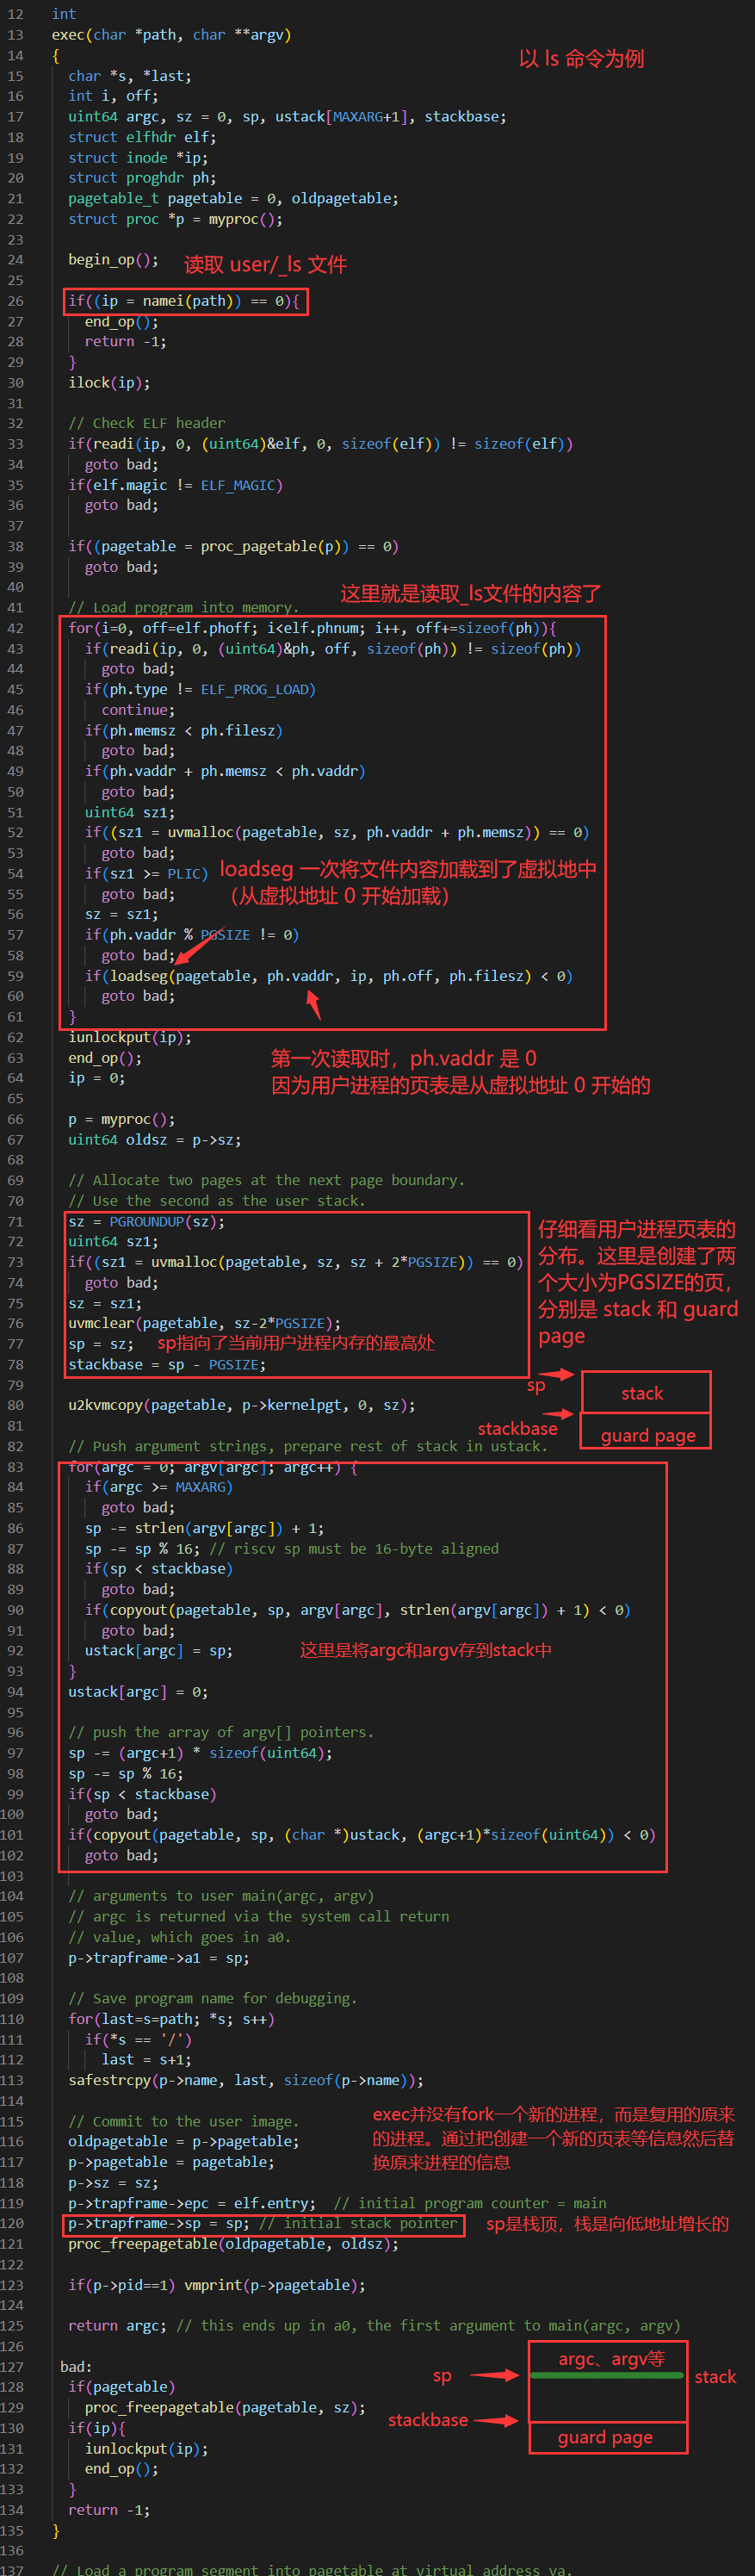 12 int
13 exec(char *path, char **argv)
14 {
以 ls 命令为例
15 char *s, *last;
16 int i, off;
17 uint64 argc, sz = 0, sp, ustack[MAXARG+1], stackbase;
18 struct elfhdr elf;
19 struct inode *ip;
20 struct proghdr ph;
21 pagetable_t pagetable = 0, oldpagetable;
22 struct proc *p = myproc();
23
24 begin_op();
读取 user/_ls 文件
25
26 if((ip = namei(path)) == 0){
27 end_op();
28 return -1;
29 }
30 ilock(ip);
31
32 // Check ELF header
33 if(readi(ip, 0, (uint64)&elf, 0, sizeof(elf)) != sizeof(elf))
34 goto bad;
35 if(elf.magic != ELF_MAGIC)
36 goto bad;
37
38 if((pagetable = proc_pagetable(p)) == 0)
39 goto bad;
40
这里就是读取_ls文件的内容了
41 // Load program into memory.
42 for(i=0, off=elf.phoff; i<elf.phnum; i++, off+=sizeof(ph)){
43 if(readi(ip, 0, (uint64)&ph, off, sizeof(ph)) != sizeof(ph))
44 goto bad;
45 if(ph.type != ELF_PROG_LOAD)
46 continue;
47 if(ph.memsz < ph.filesz)
48 goto bad;
49 if(ph.vaddr + ph.memsz < ph.vaddr)
50 goto bad;
51 uint64 sz1;
52 if((sz1 = uvmalloc(pagetable, sz, ph.vaddr + ph.memsz)) == 0)
53 goto bad;
54 if(sz1 >= PLIC)
loadseg 一次将文件内容加载到了虚拟地中
55 goto bad;
（从虚拟地址 0 开始加载）
56 sz = sz1;
57 if(ph.vaddr % PGSIZE != 0)
58 goto bad;
59 if(loadseg(pagetable, ph.vaddr, ip, ph.off, ph.filesz) < 0)
60 goto bad;
61 }
62 iunlockput(ip);
63 end_op();
第一次读取时，ph.vaddr 是 0
64 ip = 0;
因为用户进程的页表是从虚拟地址 0 开始的
65
66 p = myproc();
67 uint64 oldsz = p->sz;
68
69 // Allocate two pages at the next page boundary.
70 // Use the second as the user stack.
71 sz = PGROUNDUP(sz);
72 uint64 sz1;
73 if((sz1 = uvmalloc(pagetable, sz, sz + 2*PGSIZE)) == 0)
74 goto bad;
75 sz = sz1;
76 uvmclear(pagetable, sz-2*PGSIZE);
77 sp = sz;
sp指向了当前用户进程内存的最高处
78 stackbase = sp - PGSIZE;
仔细看用户进程页表的
分布。这里是创建了两
个大小为PGSIZE的页，
分别是 stack 和 guard
page
79
sp
stack
80 u2kvmcopy(pagetable, p->kernelpgt, 0, sz);
stackbase
guard page
81
82 // Push argument strings, prepare rest of stack in ustack.
83 for(argc = 0; argv[argc]; argc++) {
84 if(argc >= MAXARG)
85 goto bad;
86 sp -= strlen(argv[argc]) + 1;
87 sp -= sp % 16; // riscv sp must be 16-byte aligned
88 if(sp < stackbase)
89 goto bad;
90 if(copyout(pagetable, sp, argv[argc], strlen(argv[argc]) + 1) < 0)
91 goto bad;
92 ustack[argc] = sp;
这里是将argc和argv存到stack中
93 }
94 ustack[argc] = 0;
95
96 // push the array of argv[] pointers.
97 sp -= (argc+1) * sizeof(uint64);
98 sp -= sp % 16;
99 if(sp < stackbase)
100 goto bad;
101 if(copyout(pagetable, sp, (char *)ustack, (argc+1)*sizeof(uint64)) < 0)
102 goto bad;
103
104 // arguments to user main(argc, argv)
105 // argc is returned via the system call return
106 // value, which goes in a0.
107 p->trapframe->a1 = sp;
108
109 // Save program name for debugging.
110 for(last=s=path; *s; s++)
111 if(*s == '/')
112 last = s+1;
113 safestrcpy(p->name, last, sizeof(p->name));
114
115 // Commit to the user image.
116 oldpagetable = p->pagetable;
117 p->pagetable = pagetable;
118 p->sz = sz;
exec并没有fork一个新的进程，而是复用的原来
的进程。通过把创建一个新的页表等信息然后替
换原来进程的信息
119 p->trapframe->epc = elf.entry; // initial program counter = main
120 p->trapframe->sp = sp; // initial stack pointer
sp是栈顶，栈是向低地址增长的
121 proc_freepagetable(oldpagetable, oldsz);
122
123 if(p->pid==1) vmprint(p->pagetable);
124
125 return argc; // this ends up in a0, the first argument to main(argc, argv)
126
127 bad:
argc、argv等
128 if(pagetable)
sp
stack
129 proc_freepagetable(pagetable, sz);
130 if(ip){
stackbase
131 iunlockput(ip);
guard page
132 end_op();
133 }
134 return -1;
135 }
136
137 // Load a program segment into pagetable at virtual address va.